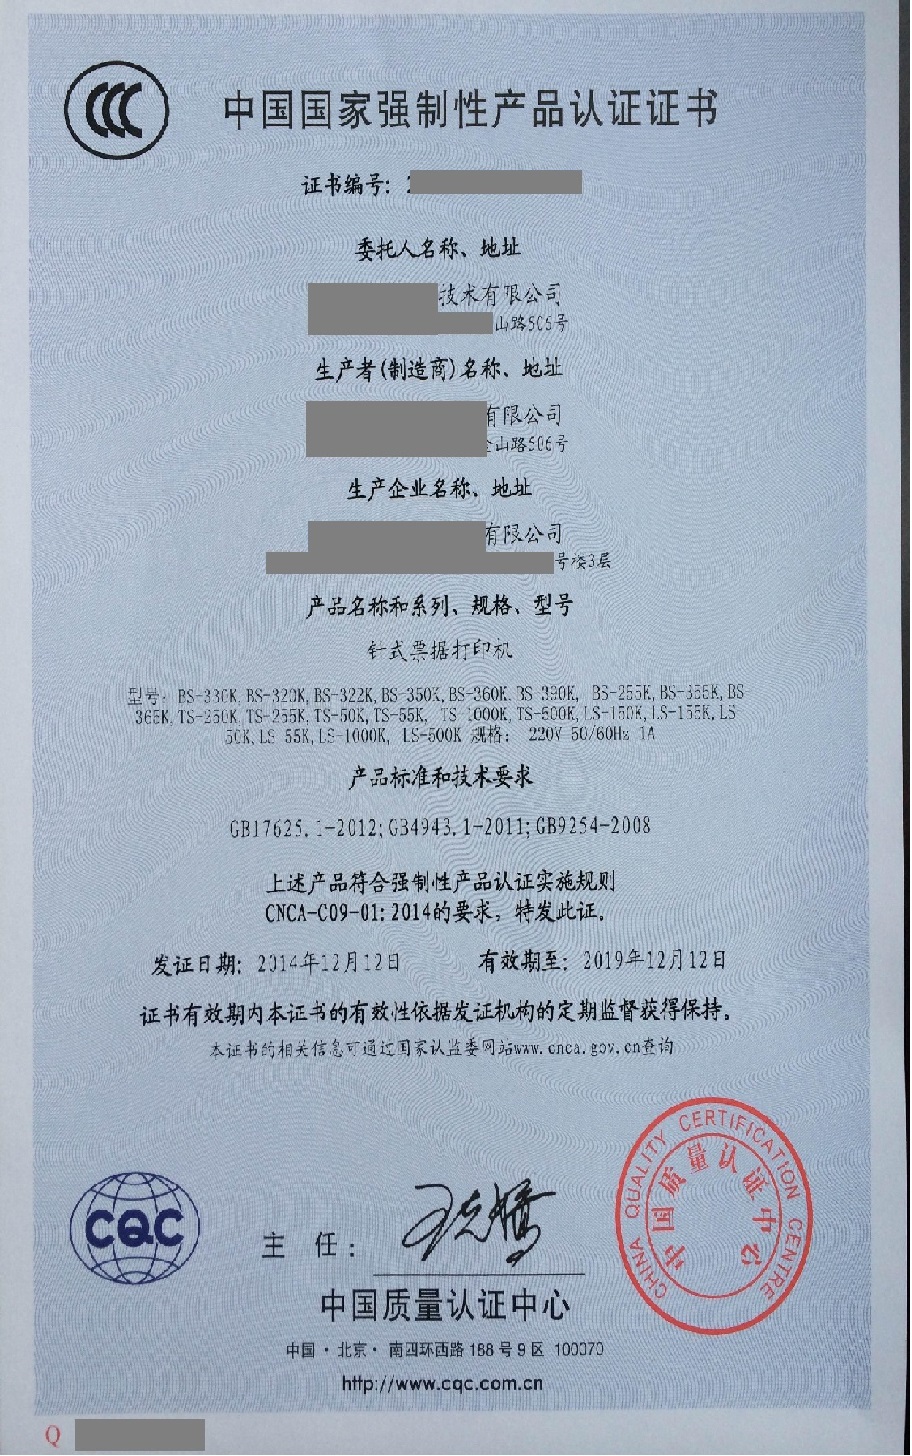 中国国家强制性产品认证证书
证书编号:
委托人名称、地址
技术有限公司
山路506号
生产者(制造商)名称、地址
有限公司
山路506号
生产企业名称、地址
有限公司
号楼3层
产品名称和系列、规格、型号
针式票据打印机
型号: BS-330K, BS-320K, BS-322K, BS-350K, BS-360K, BS-390K, BS-255K, BS-355K, BS
365K, TS-250K, TS-255K, TS-50K, TS-55K, TS-1000K, TS-500K, LS-150K, LS-155K, LS
50K, LS 55K, LS-1000K, LS-500K 规格: 220V 50/60Hz 1A
产品标准和技术要求
GB17625.1-2012; GB4943.1-2011; GB9254-2008
上述产品符合强制性产品认证实施规则
CNCA-C09-01: 2014的要求, 特发此证。
发证日期: 2014年12月12日 有效期至: 2019年12月12日
证书有效期内本证书的有效性依据发证机构的定期监督获得保持。
本证书的相关信息可通过国家认监委网站www.cnca.gov.cn查询
CHINA QUALITY CERTIFICATION CENTRE
中国质量认证中心
CQC
主 任:
中国质量认证中心
中国·北京·南四环西路188号9区 100070
http://www.cqc.com.cn
Q